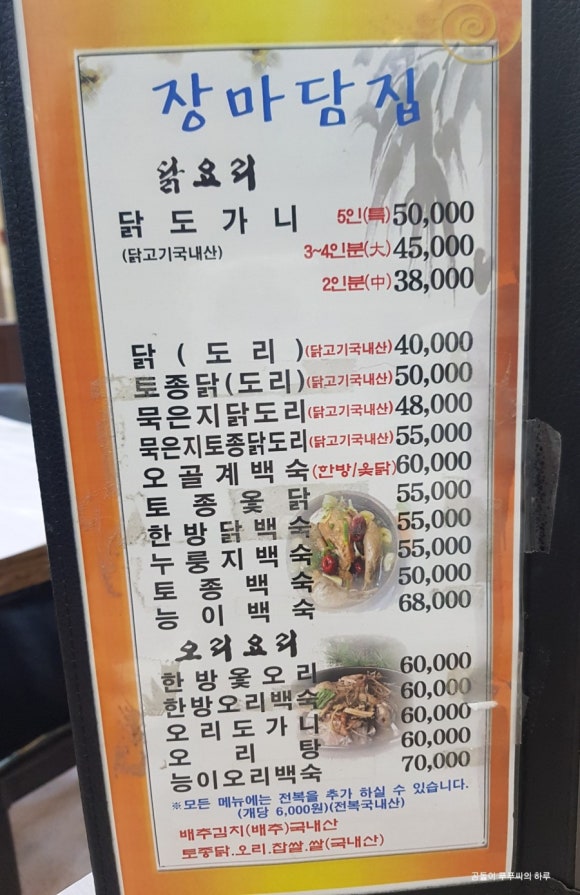 장마담집
닭요리
닭도가니 5인(특) 50,000
(닭고기국내산) 3~4인분(大) 45,000
2인분(中) 38,000
닭(도리)(닭고기국내산) 40,000
토종닭(도리)(닭고기국내산) 50,000
묵은지닭도리(닭고기국내산) 48,000
묵은지토종닭도리(닭고기국내산) 55,000
오골계백숙(한방/옻닭) 60,000
토종옻닭 55,000
한방닭백숙 55,000
누룽지백숙 55,000
토종백숙 50,000
능이백숙 68,000
오리요리
한방옻오리 60,000
한방오리백숙 60,000
오리도가니 60,000
오리탕 60,000
능이오리백숙 70,000
※모든 메뉴에는 전복을 추가 하실 수 있습니다.
(개당 6,000원)(전복국내산)
배추김지(배추)국내산
토종닭.오리.찹쌀.쌀(국내산)
곰돌이 푸푸씨의 하루